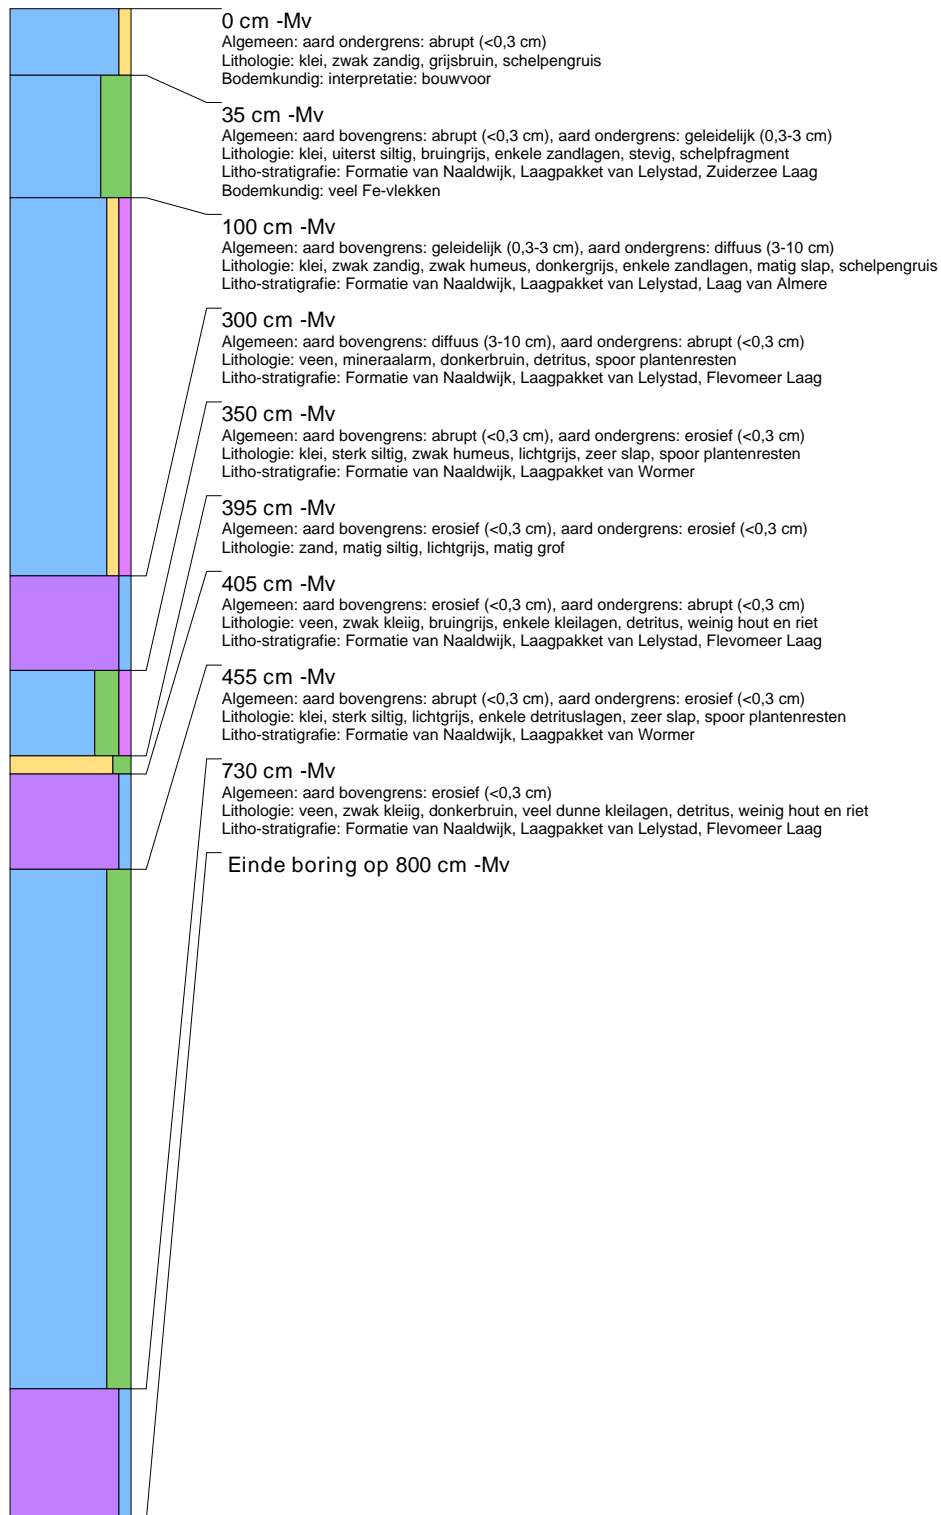 0 cm -Mv
Algemeen: aard ondergrens: abrupt (<0,3 cm)
Lithologie: klei, zwak zandig, grijsbruin, schelpengruis
Bodemkundig: interpretatie: bouwvoor
35 cm -Mv
Algemeen: aard bovengrens: abrupt (<0,3 cm), aard ondergrens: geleidelijk (0,3-3 cm)
Lithologie: klei, uiterst siltig, bruingrijs, enkele zandlagen, stevig, schelpfragment
Litho-stratigrafie: Formatie van Naaldwijk, Laagpakket van Lelystad, Zuiderzee Laag
Bodemkundig: veel Fe-vlekken
100 cm -Mv
Algemeen: aard bovengrens: geleidelijk (0,3-3 cm), aard ondergrens: diffuus (3-10 cm)
Lithologie: klei, zwak zandig, zwak humeus, donkergrijs, enkele zandlagen, matig slap, schelpengruis
Litho-stratigrafie: Formatie van Naaldwijk, Laagpakket van Lelystad, Laag van Almere
300 cm -Mv
Algemeen: aard bovengrens: diffuus (3-10 cm), aard ondergrens: abrupt (<0,3 cm)
Lithologie: veen, mineraalarm, donkerbruin, detritus, spoor plantenresten
Litho-stratigrafie: Formatie van Naaldwijk, Laagpakket van Lelystad, Flevomeer Laag
350 cm -Mv
Algemeen: aard bovengrens: abrupt (<0,3 cm), aard ondergrens: erosief (<0,3 cm)
Lithologie: klei, sterk siltig, zwak humeus, lichtgrijs, zeer slap, spoor plantenresten
Litho-stratigrafie: Formatie van Naaldwijk, Laagpakket van Wormer
395 cm -Mv
Algemeen: aard bovengrens: erosief (<0,3 cm), aard ondergrens: erosief (<0,3 cm)
Lithologie: zand, matig siltig, lichtgrijs, matig grof
405 cm -Mv
Algemeen: aard bovengrens: erosief (<0,3 cm), aard ondergrens: abrupt (<0,3 cm)
Lithologie: veen, zwak kleiig, bruingrijs, enkele kleilagen, detritus, weinig hout en riet
Litho-stratigrafie: Formatie van Naaldwijk, Laagpakket van Lelystad, Flevomeer Laag
455 cm -Mv
Algemeen: aard bovengrens: abrupt (<0,3 cm), aard ondergrens: erosief (<0,3 cm)
Lithologie: klei, sterk siltig, lichtgrijs, enkele detrituslagen, zeer slap, spoor plantenresten
Litho-stratigrafie: Formatie van Naaldwijk, Laagpakket van Wormer
730 cm -Mv
Algemeen: aard bovengrens: erosief (<0,3 cm)
Lithologie: veen, zwak kleiig, donkerbruin, veel dunne kleilagen, detritus, weinig hout en riet
Litho-stratigrafie: Formatie van Naaldwijk, Laagpakket van Lelystad, Flevomeer Laag
Einde boring op 800 cm -Mv